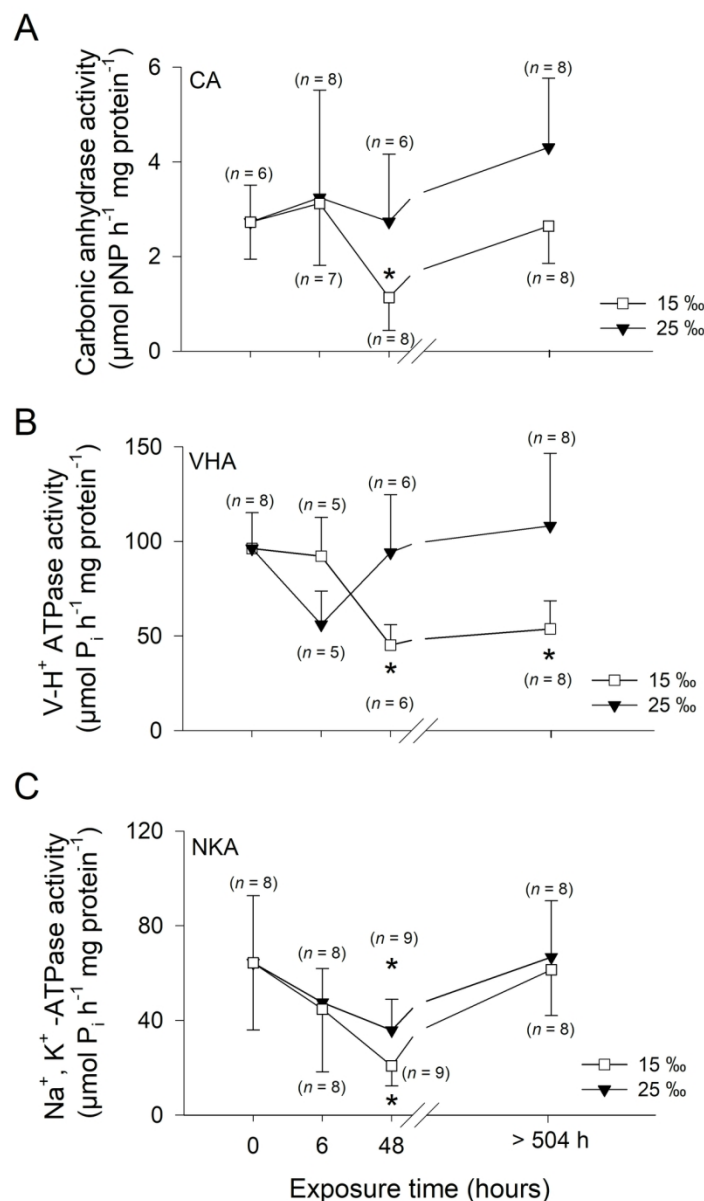 A
Carbonic anhydrase activity
(µmol pNP h⁻¹ mg protein⁻¹)
6
4
2
0
CA
(n = 8)
(n = 8)
(n = 6)
(n = 6)
*
(n = 7)
(n = 8)
(n = 8)
15 ‰
25 ‰
B
V-H⁺ ATPase activity
(µmol Pᵢ h⁻¹ mg protein⁻¹)
150
100
50
0
VHA
(n = 8)
(n = 8)
(n = 5)
(n = 6)
(n = 5)
*
*
(n = 6)
(n = 8)
15 ‰
25 ‰
C
Na⁺, K⁺ -ATPase activity
(µmol Pᵢ h⁻¹ mg protein⁻¹)
120
80
40
0
NKA
(n = 8)
(n = 8)
(n = 9)
(n = 8)
*
(n = 8)
(n = 9)
(n = 8)
*
15 ‰
25 ‰
0 6 48 > 504 h
Exposure time (hours)